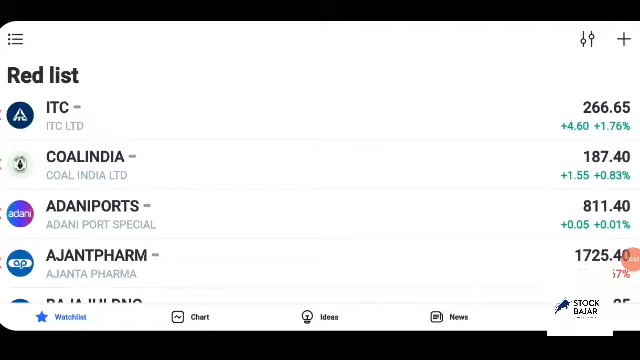 Red list
ITC
266.65
ITC LTD
+4.60 +1.76%
COALINDIA
187.40
COAL INDIA LTD
+1.55 +0.83%
ADANIPORTS
811.40
adani
ADANI PORT SPECIAL
+0.05 +0.01%
AJANTPHARM
1725.40
ap
AJANTA PHARMA
Watchlist
Chart
Ideas
News
STOCK
BAJAR